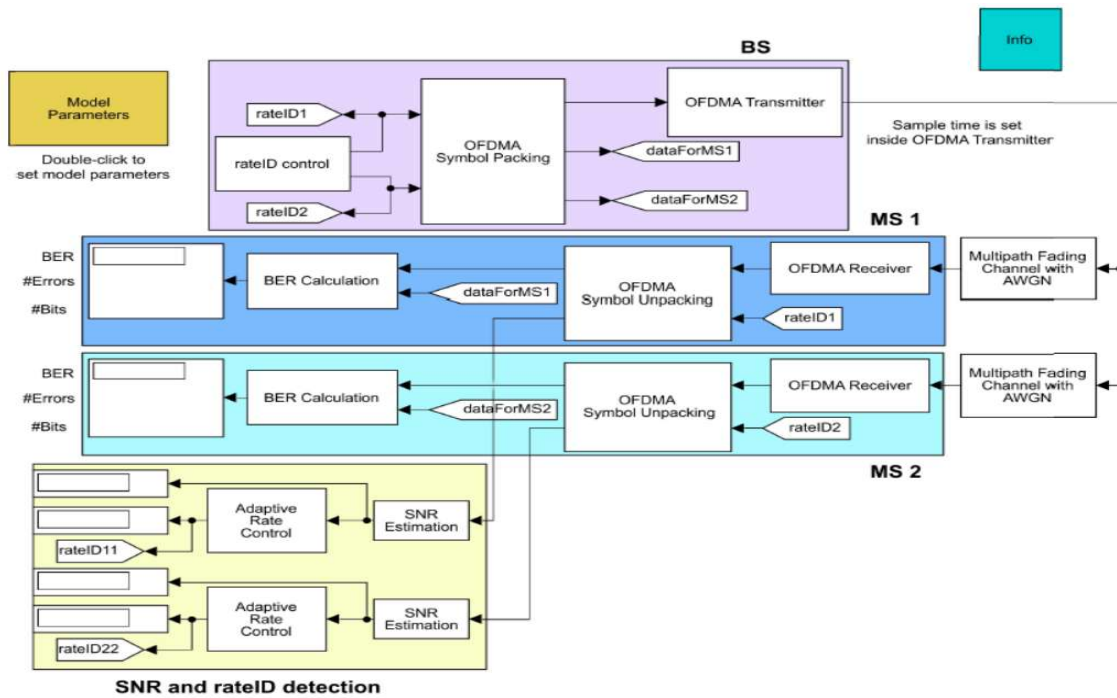 Info
BS
Model
Parameters
Double-click to
set model parameters
rateID1
rateID control
rateID2
OFDMA
Symbol Packing
OFDMA Transmitter
dataForMS1
dataForMS2
Sample time is set
inside OFDMA Transmitter
MS 1
BER
#Errors
#Bits
BER Calculation
dataForMS1
OFDMA
Symbol Unpacking
OFDMA Receiver
rateID1
Multipath Fading
Channel with
AWGN
BER
#Errors
#Bits
BER Calculation
dataForMS2
OFDMA
Symbol Unpacking
OFDMA Receiver
rateID2
Multipath Fading
Channel with
AWGN
MS 2
Adaptive
Rate
Control
SNR
Estimation
rateID11
Adaptive
Rate
Control
SNR
Estimation
rateID22
SNR and rateID detection